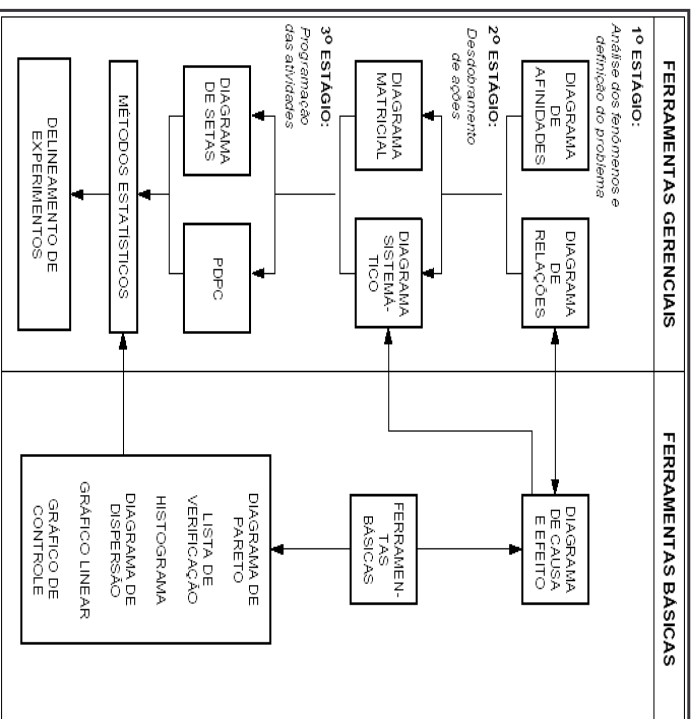 FERRAMENTAS GERENCIAIS
FERRAMENTAS BÁSICAS
1º ESTÁGIO:
Análise dos fenômenos e
definição do problema
DIAGRAMA
DE
AFINIDADES
DIAGRAMA
DE
RELAÇÕES
DIAGRAMA
DE CAUSA
E EFEITO
2º ESTÁGIO:
Desdobramento
de ações
DIAGRAMA
MATRICIAL
DIAGRAMA
SISTEMÁ-
TICO
FERRAMEN-
TAS
BÁSICAS
3º ESTÁGIO:
Programação
das atividades
DIAGRAMA
DE SETAS
PDPC
DIAGRAMA DE
PARETO
LISTA DE
VERIFICAÇÃO
HISTOGRAMA
DIAGRAMA DE
DISPERSÃO
GRÁFICO LINEAR
GRÁFICO DE
CONTROLE
MÉTODOS ESTATÍSTICOS
DELINEAMENTO DE
EXPERIMENTOS